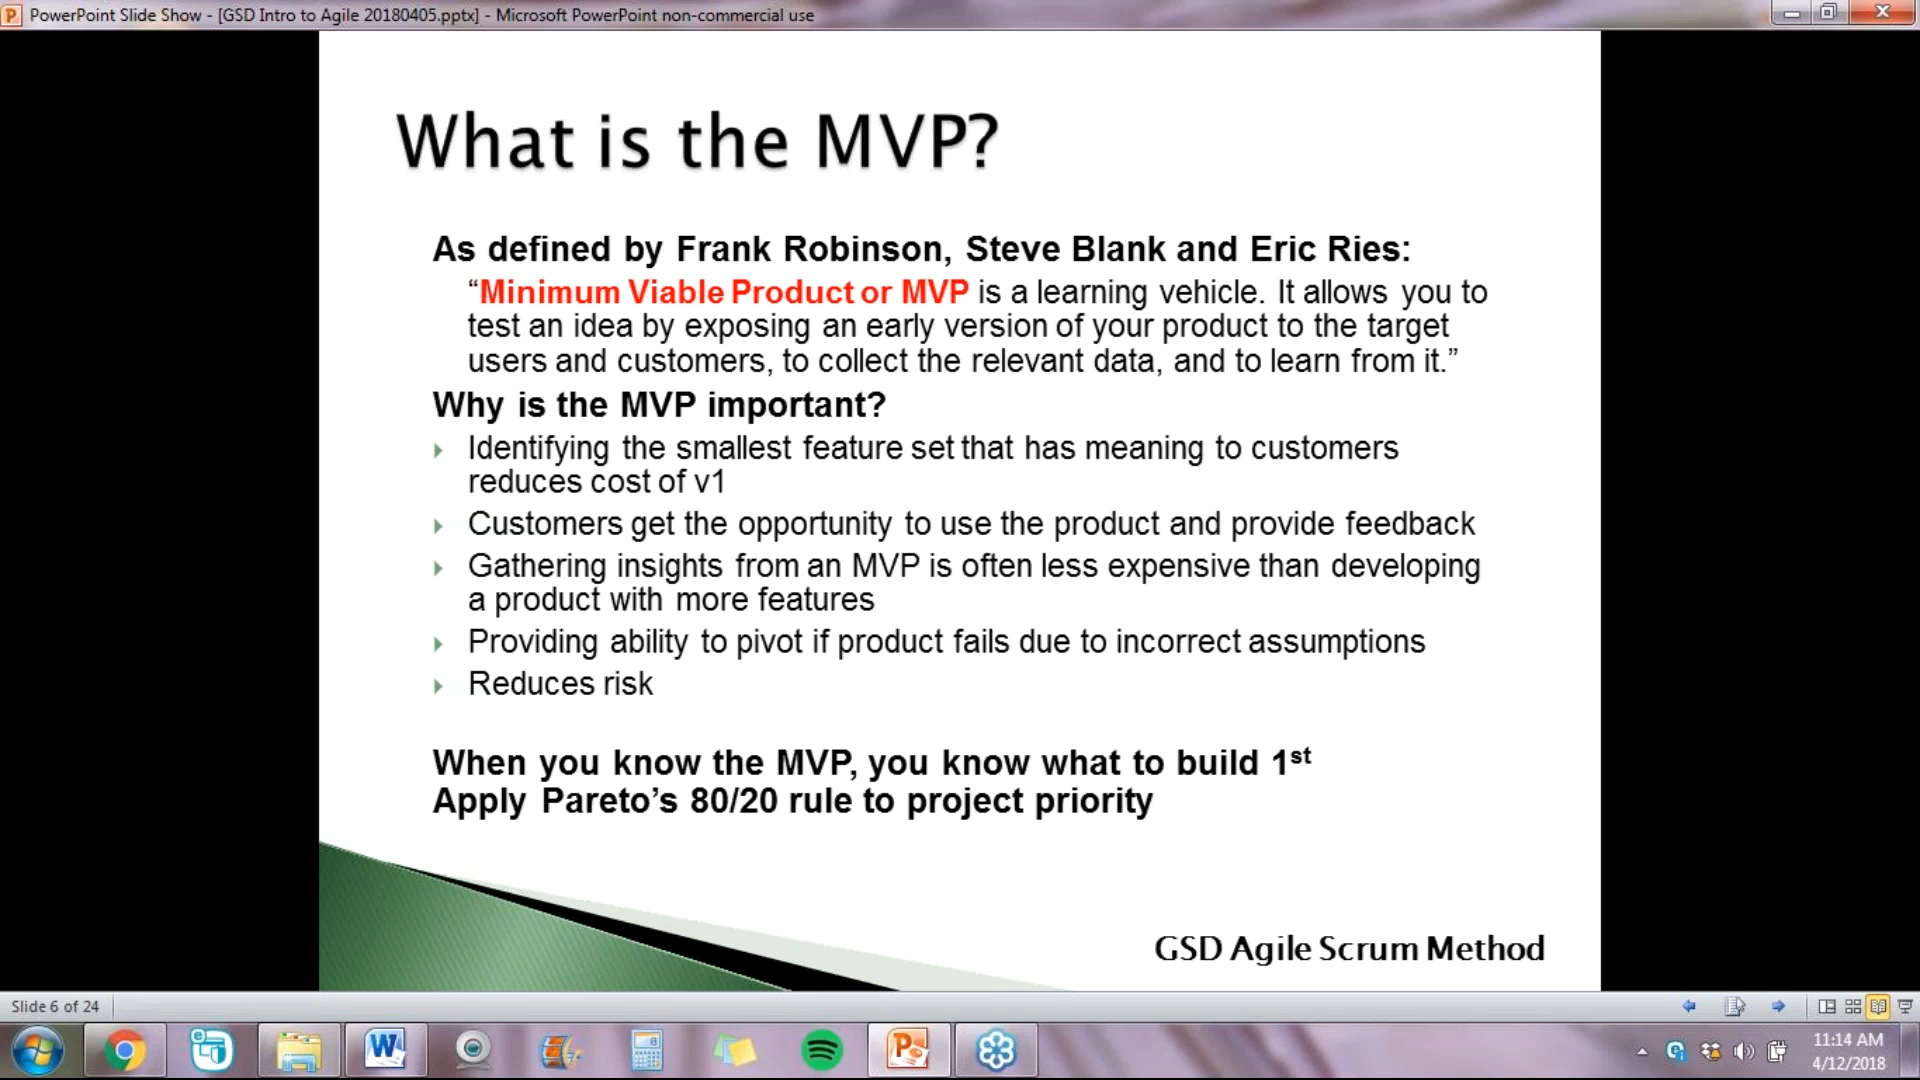 PowerPoint Slide Show - [GSD Intro to Agile 20180405.pptx] - Microsoft PowerPoint non-commercial use
What is the MVP?
As defined by Frank Robinson, Steve Blank and Eric Ries:
“Minimum Viable Product or MVP is a learning vehicle. It allows you to
test an idea by exposing an early version of your product to the target
users and customers, to collect the relevant data, and to learn from it.”
Why is the MVP important?
Identifying the smallest feature set that has meaning to customers
reduces cost of v1
Customers get the opportunity to use the product and provide feedback
Gathering insights from an MVP is often less expensive than developing
a product with more features
Providing ability to pivot if product fails due to incorrect assumptions
Reduces risk
When you know the MVP, you know what to build 1st
Apply Pareto’s 80/20 rule to project priority
GSD Agile Scrum Method
Slide 6 of 24
11:14 AM
4/12/2018